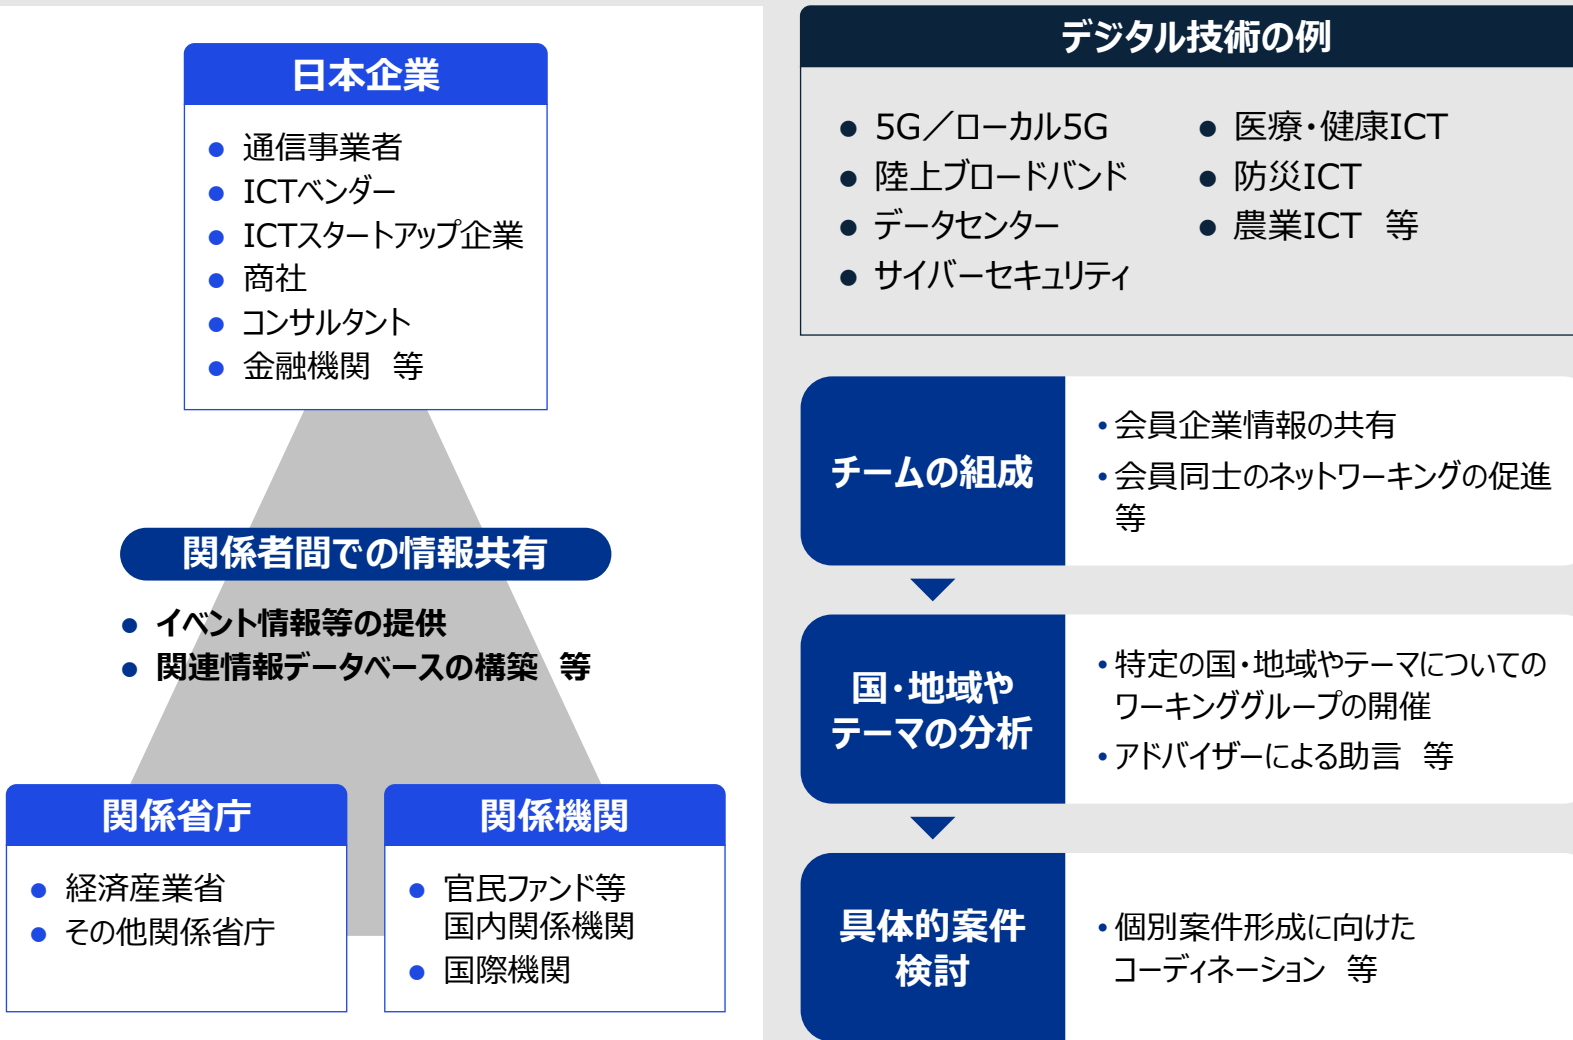 日本企業
● 通信事業者
● ICTベンダー
● ICTスタートアップ企業
● 商社
● コンサルタント
● 金融機関　等
関係者間での情報共有
● イベント情報等の提供
● 関連情報データベースの構築　等
関係省庁
● 経済産業省
● その他関係省庁
関係機関
● 官民ファンド等
国内関係機関
● 国際機関
デジタル技術の例
● 5G／ローカル5G
● 陸上ブロードバンド
● データセンター
● サイバーセキュリティ
● 医療・健康ICT
● 防災ICT
● 農業ICT　等
チームの組成
• 会員企業情報の共有
• 会員同士のネットワーキングの促進
等
国・地域や
テーマの分析
• 特定の国・地域やテーマについての
ワーキンググループの開催
• アドバイザーによる助言　等
具体的案件
検討
• 個別案件形成に向けた
コーディネーション　等